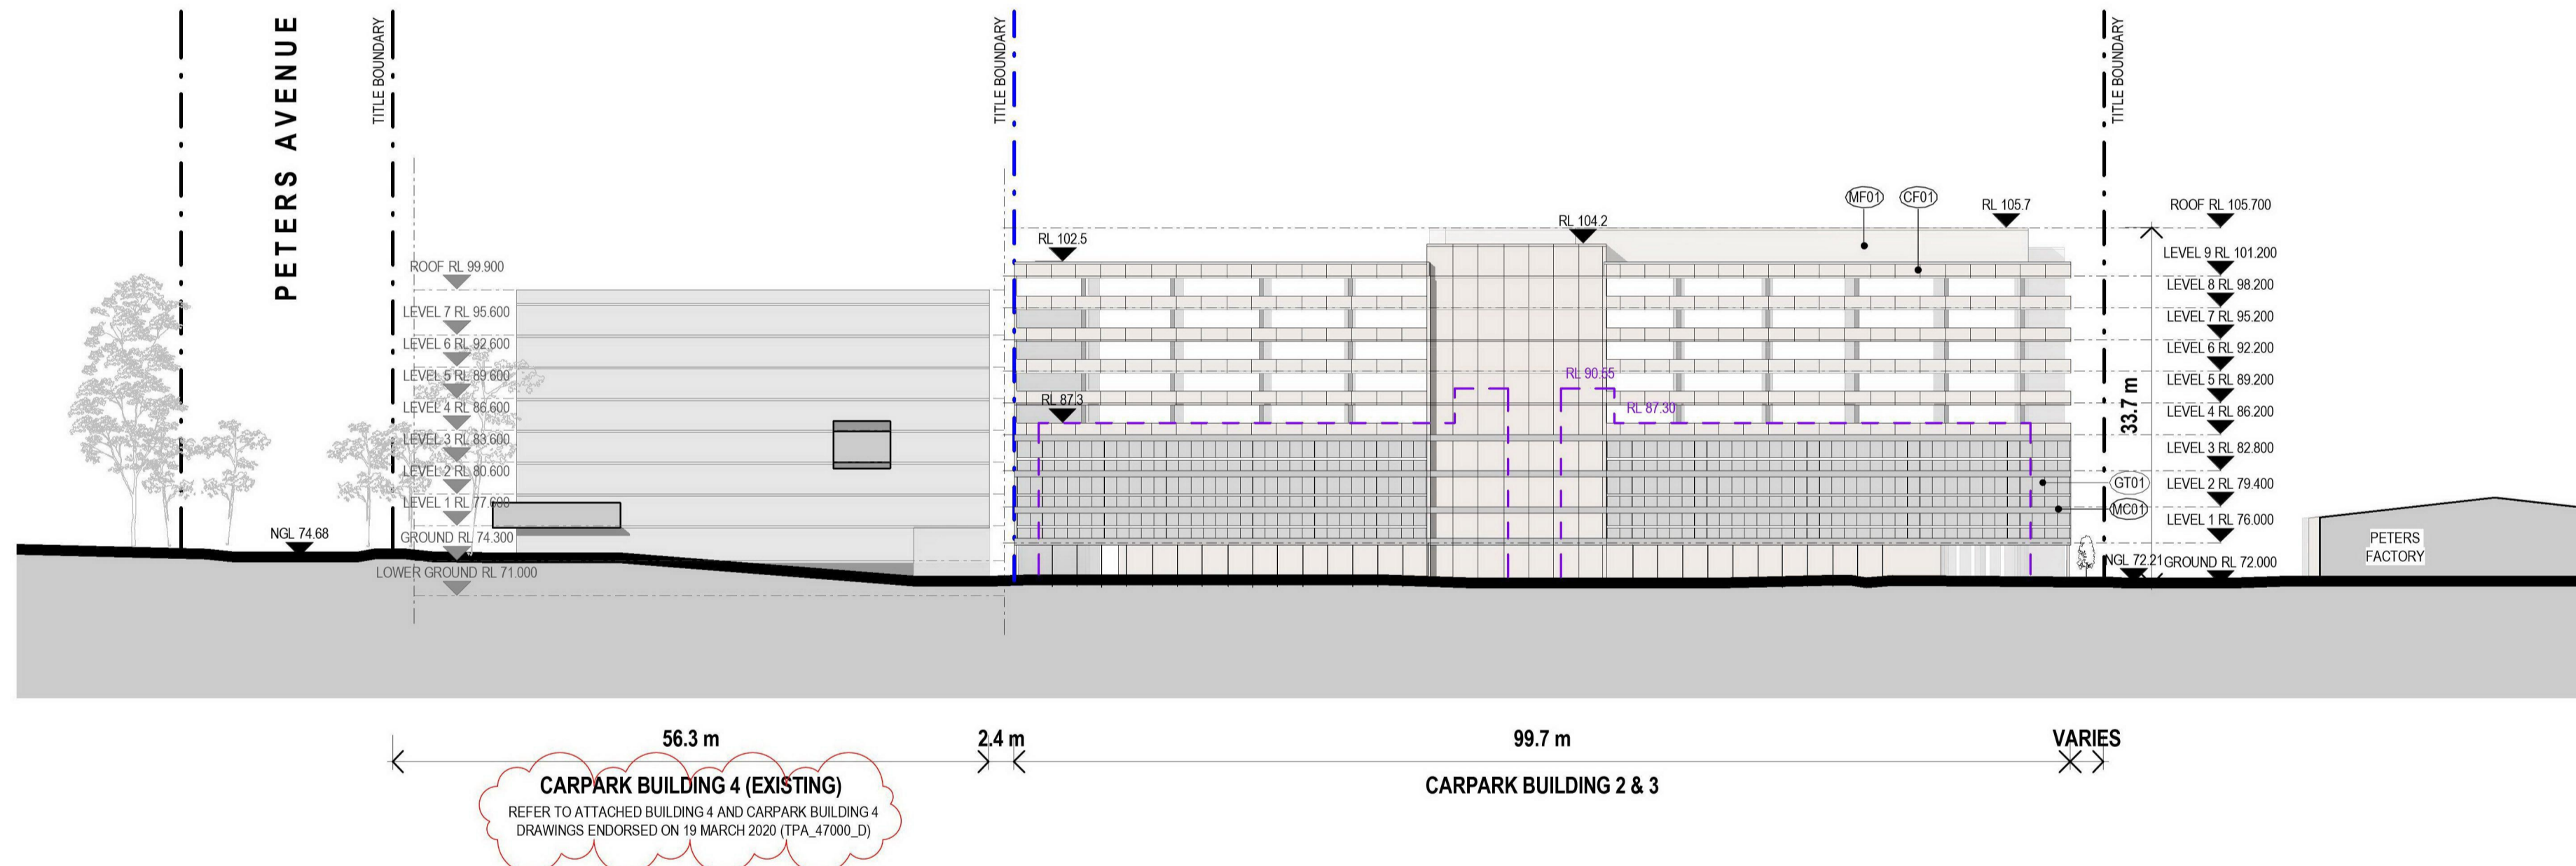 PETERS AVENUE
TITLE BOUNDARY
TITLE BOUNDARY
TITLE BOUNDARY
MF01
CF01
RL 105.7
RL 104.2
RL 102.5
ROOF RL 105.700
LEVEL 9 RL 101.200
LEVEL 8 RL 98.200
LEVEL 7 RL 95.200
LEVEL 6 RL 92.200
LEVEL 5 RL 89.200
LEVEL 4 RL 86.200
LEVEL 3 RL 82.800
LEVEL 2 RL 79.400
LEVEL 1 RL 76.000
GROUND RL 72.000
NGL 72.21
33.7 m
GT01
MC01
ROOF RL 99.900
LEVEL 7 RL 95.600
LEVEL 6 RL 92.600
LEVEL 5 RL 89.600
LEVEL 4 RL 86.600
LEVEL 3 RL 83.600
LEVEL 2 RL 80.600
LEVEL 1 RL 77.600
GROUND RL 74.300
LOWER GROUND RL 71.000
NGL 74.68
RL 87.3
RL 90.55
RL 87.30
PETERS
FACTORY
56.3 m
2.4 m
99.7 m
VARIES
CARPARK BUILDING 4 (EXISTING)
REFER TO ATTACHED BUILDING 4 AND CARPARK BUILDING 4
DRAWINGS ENDORSED ON 19 MARCH 2020 (TPA_47000_D)
CARPARK BUILDING 2 & 3